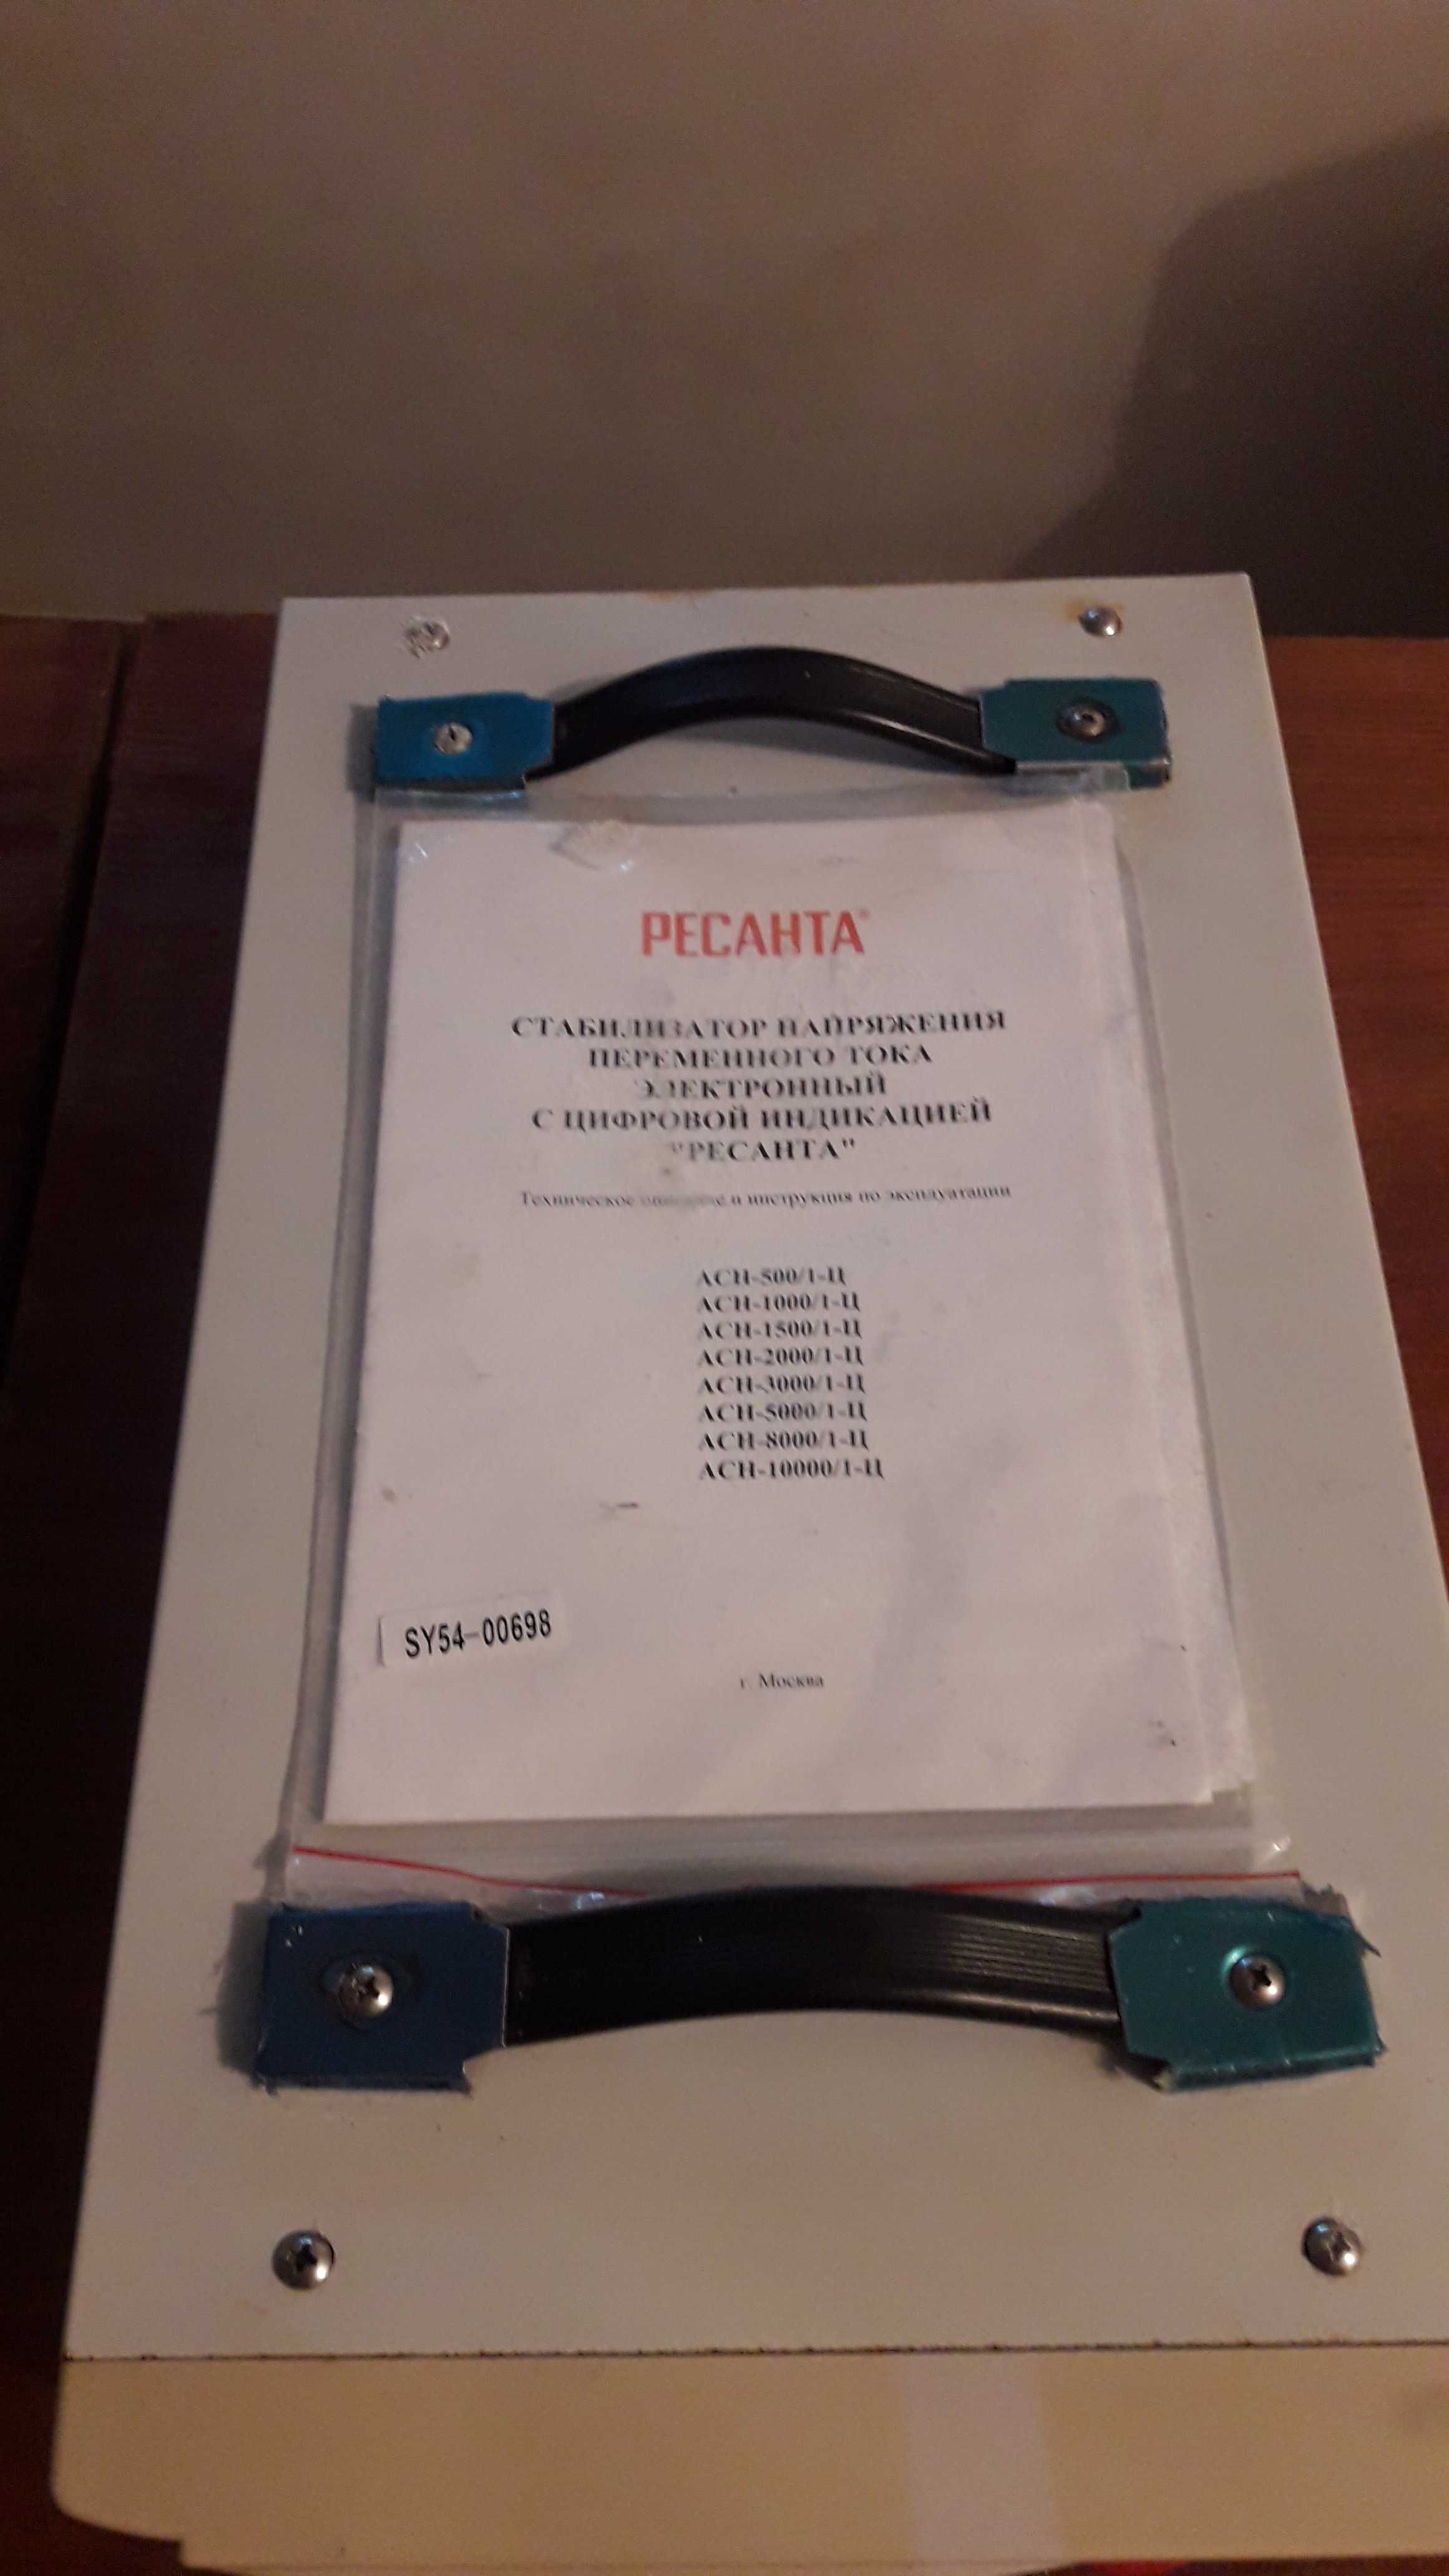 РЕСАНТА®
СТАБИЛИЗАТОР НАПРЯЖЕНИЯ
ПЕРЕМЕННОГО ТОКА
ЭЛЕКТРОННЫЙ
С ЦИФРОВОЙ ИНДИКАЦИЕЙ
"РЕСАНТА"
Техническое и инструкция по эксплуатации
АСН-500/1-Ц
АСН-1000/1-Ц
АСН-1500/1-Ц
АСН-2000/1-Ц
АСН-3000/1-Ц
АСН-5000/1-Ц
АСН-8000/1-Ц
АСН-10000/1-Ц
SY54-00698
г. Москва